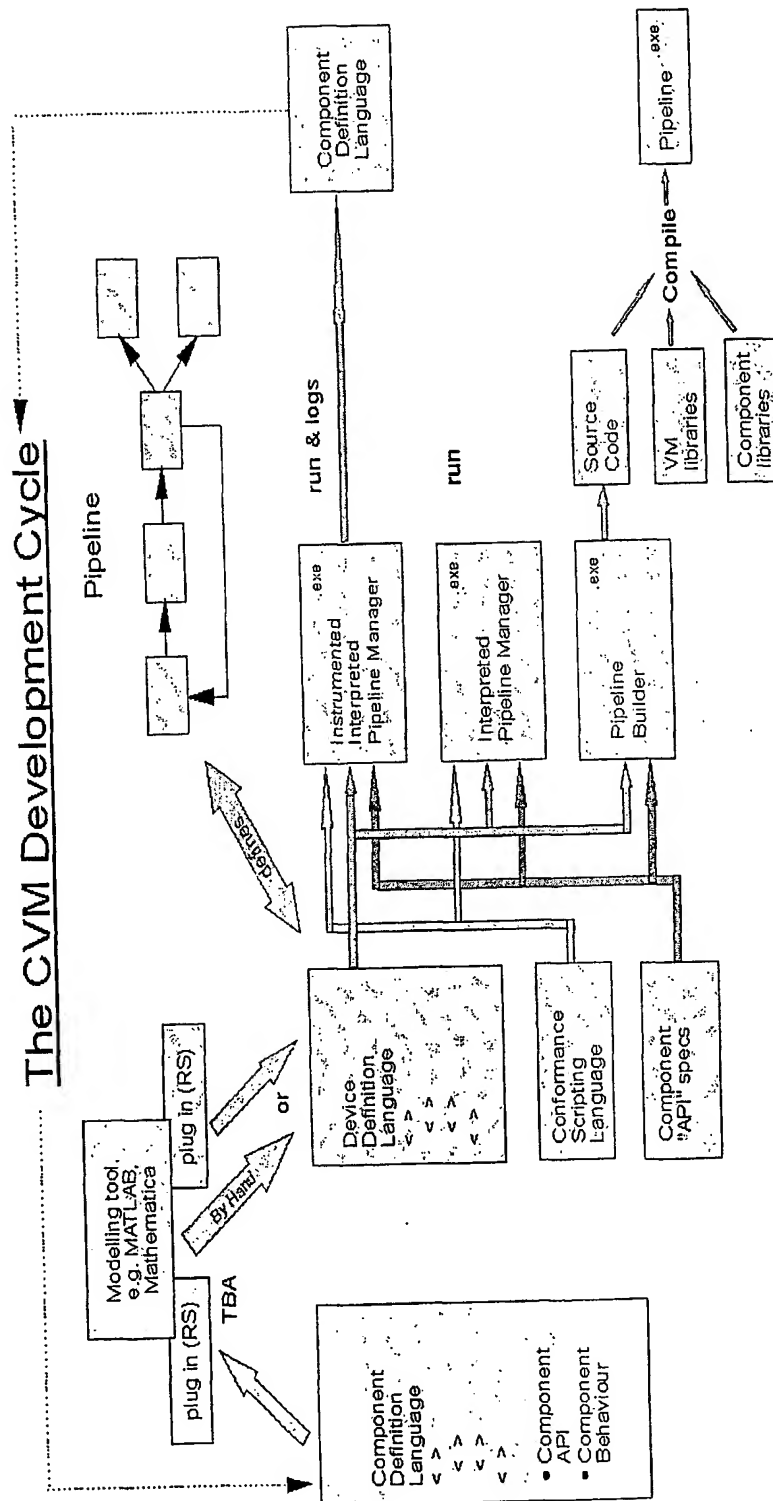 The CVM Development Cycle
Modelling tool,
e.g. MATLAB,
Mathematica
plug in (RS)
plug in (RS)
TBA
By Hand
or
Component
Definition
Language
< >
< >
< >
< >
• Component
API
• Component
Behaviour
Device
Definition
Language
< >
< >
< >
< >
Conformance
Scripting
Language
Component
"API" specs
defines
Pipeline
Instrumented
Interpreted
Pipeline Manager
.exe
run & logs
Component
Definition
Language
Interpreted
Pipeline Manager
.exe
run
Pipeline
Builder
.exe
Source
Code
VM
libraries
Component
libraries
Compile
Pipeline
.exe